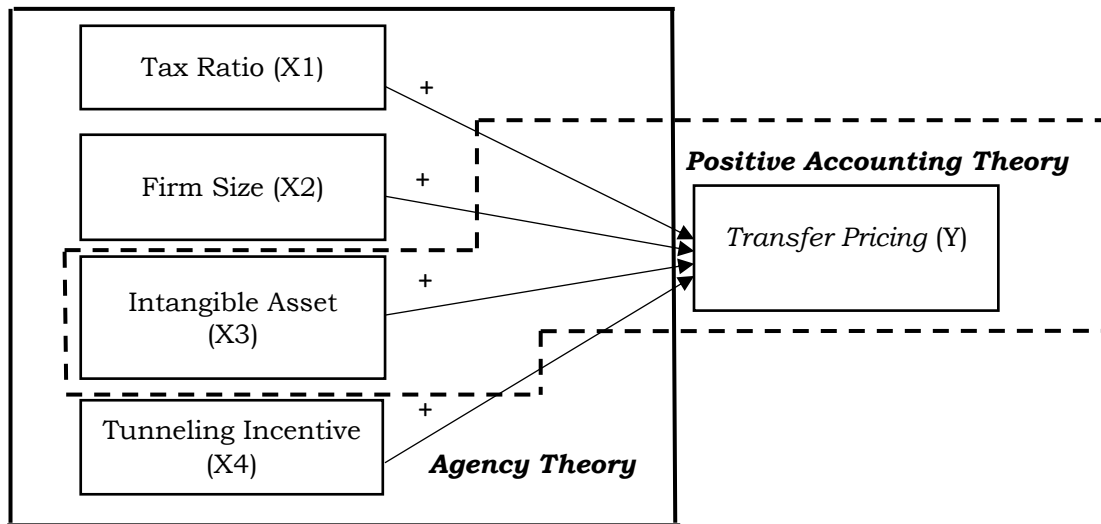 Tax Ratio (X1)
+
Firm Size (X2)
+
Positive Accounting Theory
Transfer Pricing (Y)
Intangible Asset
(X3)
+
Tunneling Incentive
(X4)
+
Agency Theory